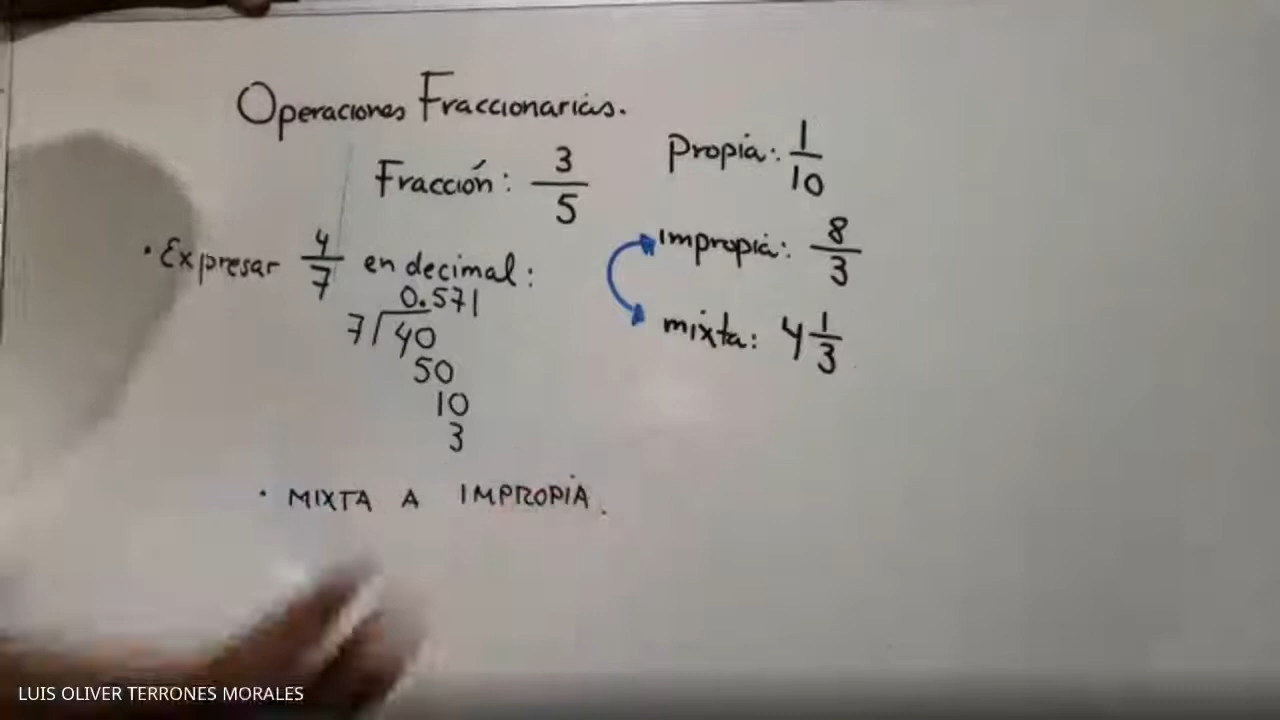 Operaciones Fraccionarias.
Fracción: 3/5
Propia: 1/10
impropia: 8/3
mixta: 4 1/3
· Expresar 4/7 en decimal:
0.571
7 40
50
10
3
· MIXTA A IMPROPIA.
LUIS OLIVER TERRONES MORALES